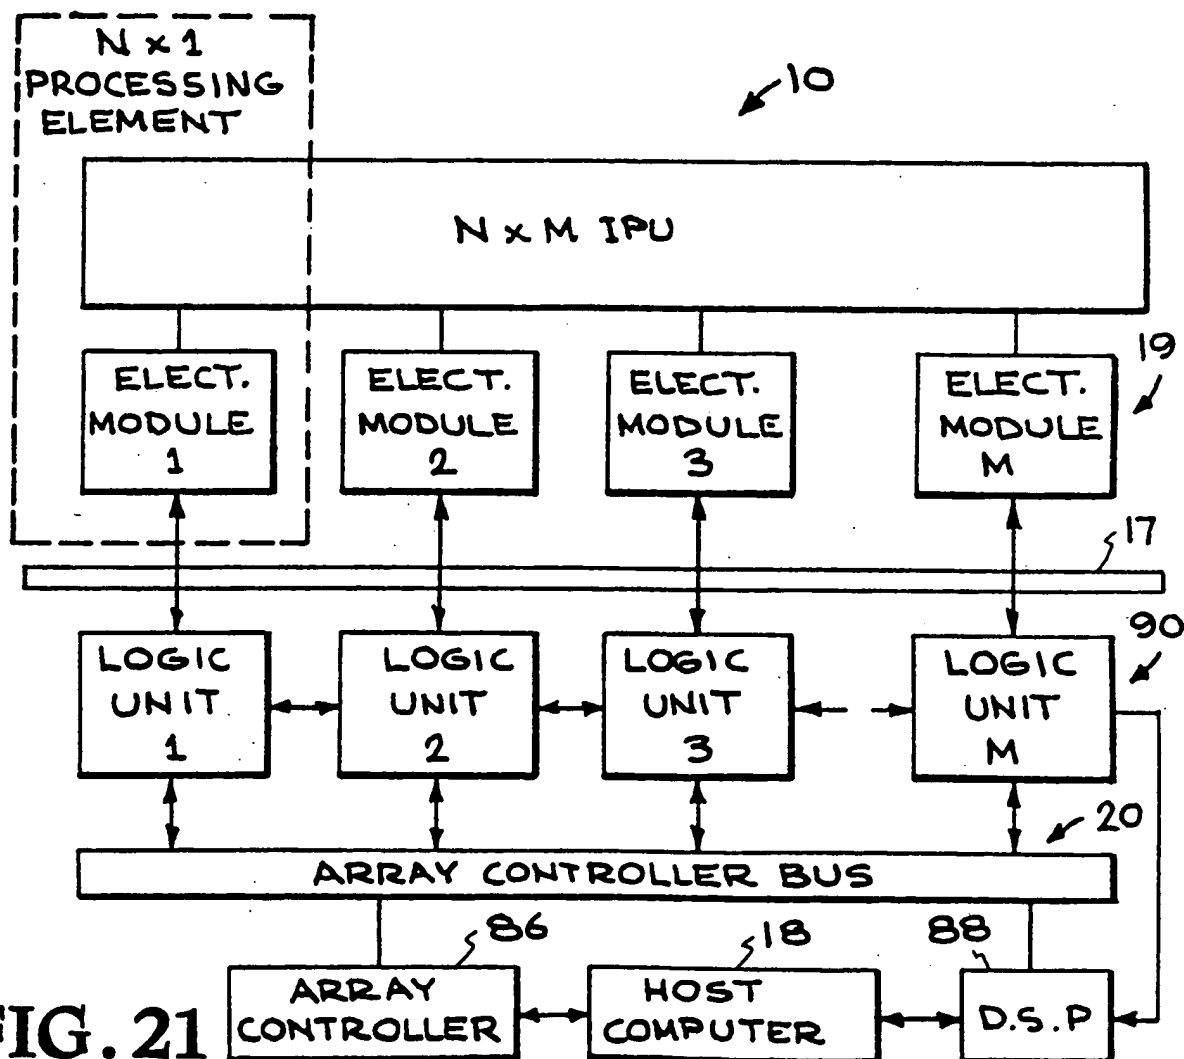 N x 1
PROCESSING
ELEMENT
10
N x M IPU
ELECT.
MODULE
1
ELECT.
MODULE
2
ELECT.
MODULE
3
ELECT.
MODULE
M
19
17
LOGIC
UNIT
1
LOGIC
UNIT
2
LOGIC
UNIT
3
LOGIC
UNIT
M
90
20
ARRAY CONTROLLER BUS
86
18
88
ARRAY
CONTROLLER
HOST
COMPUTER
D.S.P
FIG. 21